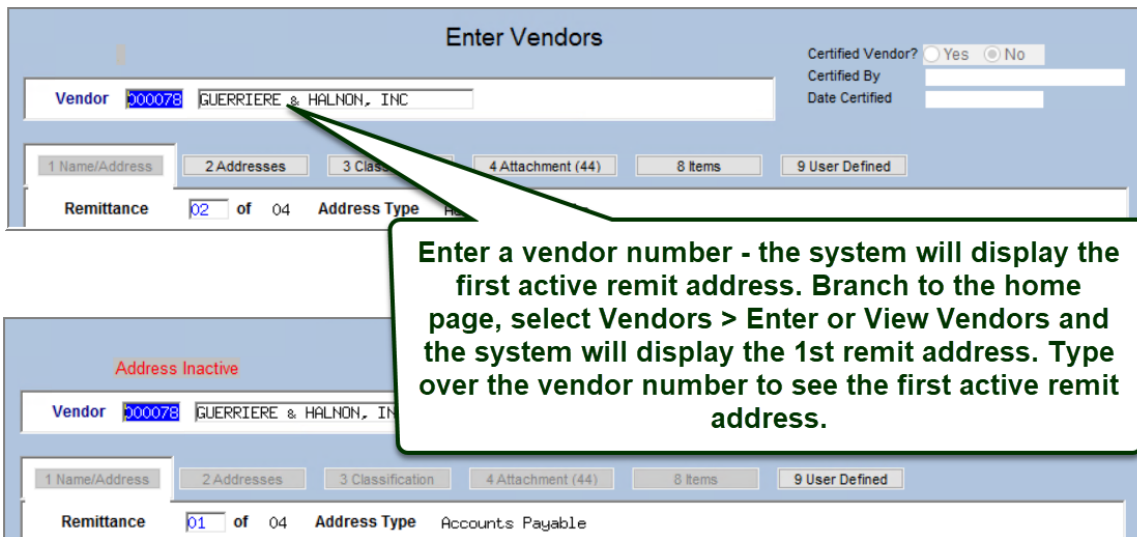 Enter Vendors
Certified Vendor? Yes No
Certified By
Date Certified
Vendor 000078 GUERRIERE & HALNON, INC
1 Name/Address 2 Addresses 3 Class 4 Attachment (44) 8 Items 9 User Defined
Remittance 02 of 04 Address Type
Enter a vendor number - the system will display the
first active remit address. Branch to the home
page, select Vendors > Enter or View Vendors and
the system will display the 1st remit address. Type
over the vendor number to see the first active remit
address.
Address Inactive
Vendor 000078 GUERRIERE & HALNON, IN
1 Name/Address 2 Addresses 3 Classification 4 Attachment (44) 8 Items 9 User Defined
Remittance 01 of 04 Address Type Accounts Payable